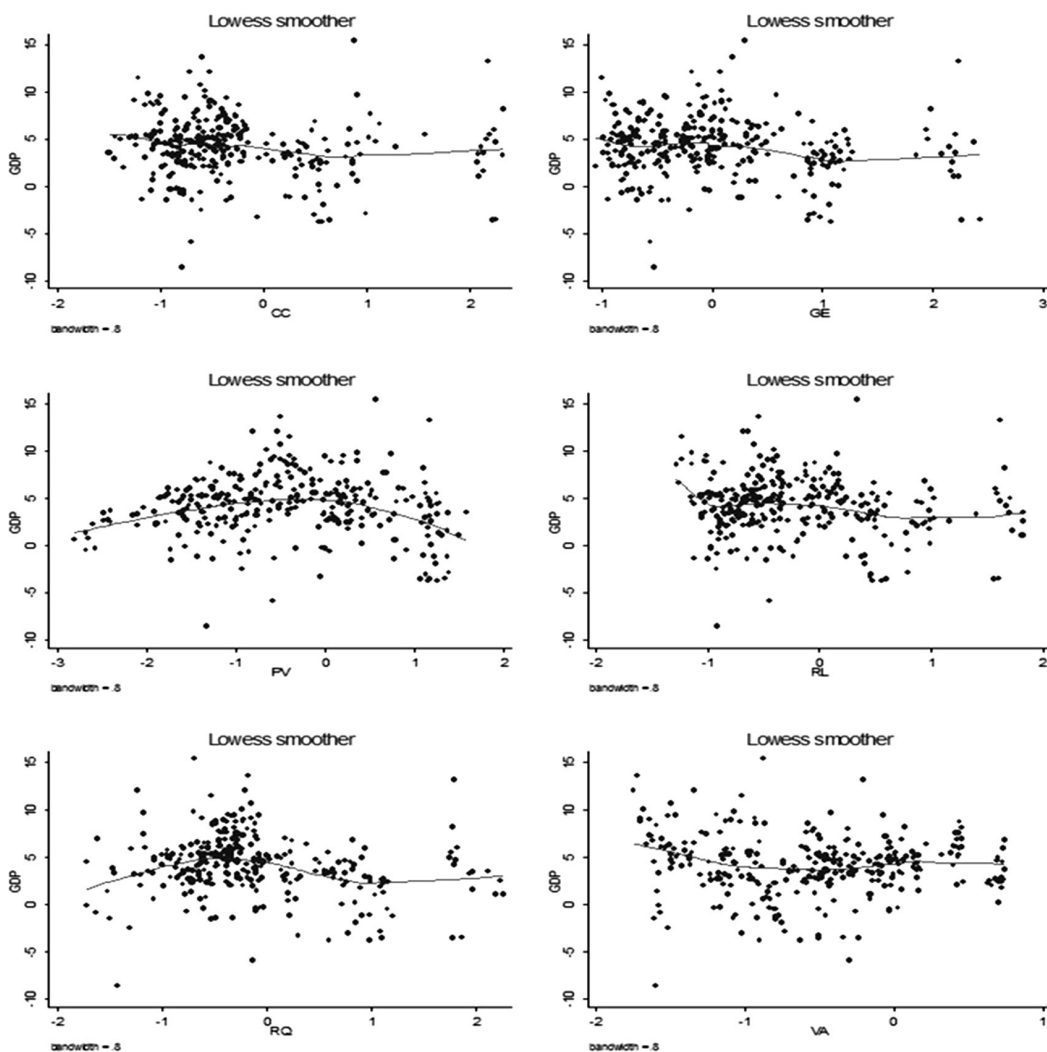 Lowess smoother
15
10
5
0
-5
-10
GDP
-2 -1 0 1 2
CC
bandwidth = .8
Lowess smoother
15
10
5
0
-5
-10
GDP
-1 0 1 2 3
GE
bandwidth = .8
Lowess smoother
15
10
5
0
-5
-10
GDP
-3 -2 -1 0 1 2
PV
bandwidth = .8
Lowess smoother
15
10
5
0
-5
-10
GDP
-2 -1 0 1 2
RL
bandwidth = .8
Lowess smoother
15
10
5
0
-5
-10
GDP
-2 -1 0 1 2
RQ
bandwidth = .8
Lowess smoother
15
10
5
0
-5
-10
GDP
-2 -1 0 1
VA
bandwidth = .8